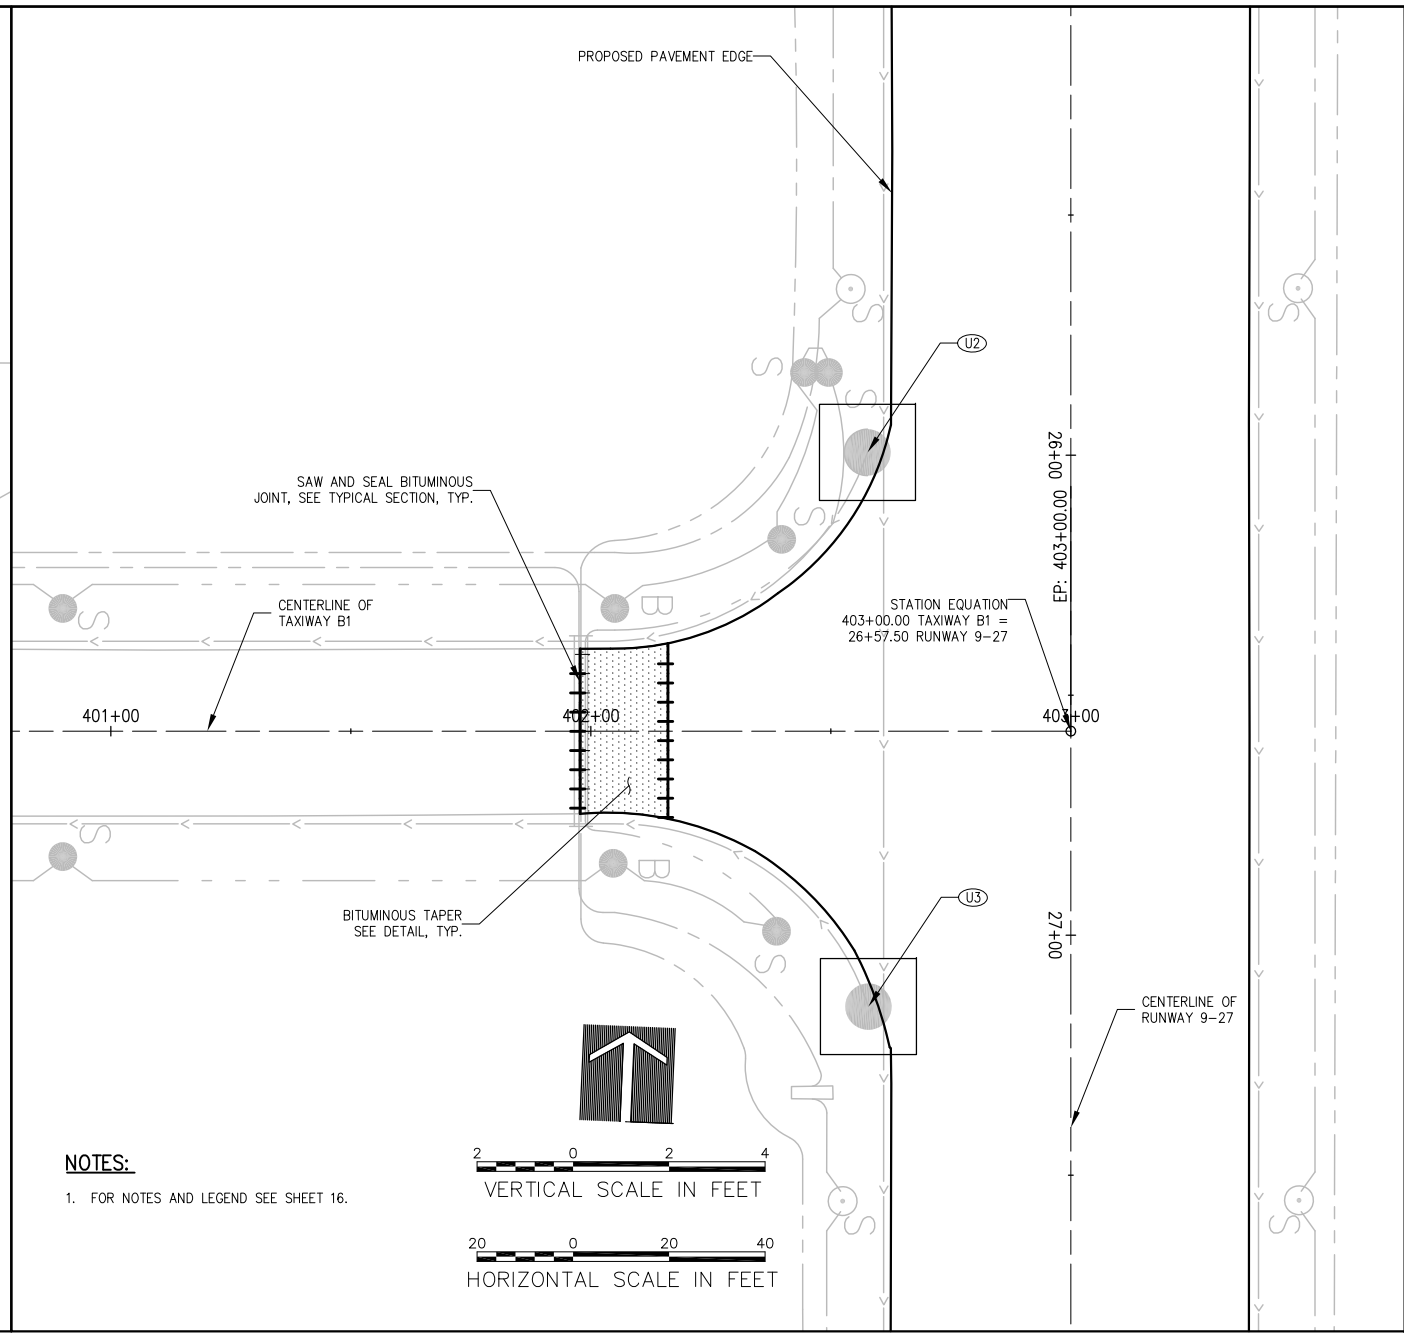 PROPOSED PAVEMENT EDGE
S
S
U2
S
S
26+92
SAW AND SEAL BITUMINOUS
JOINT, SEE TYPICAL SECTION, TYP.
S
EP: 403+00.00 00+92
CENTERLINE OF
TAXIWAY B1
S
B
STATION EQUATION
403+00.00 TAXIWAY B1 =
26+57.50 RUNWAY 9-27
401+00
402+00
403+00
S
B
BITUMINOUS TAPER
SEE DETAIL, TYP.
U3
27+00
S
CENTERLINE OF
RUNWAY 9-27
NOTES:
1. FOR NOTES AND LEGEND SEE SHEET 16.
2 0 2 4
VERTICAL SCALE IN FEET
S
S
20 0 20 40
HORIZONTAL SCALE IN FEET